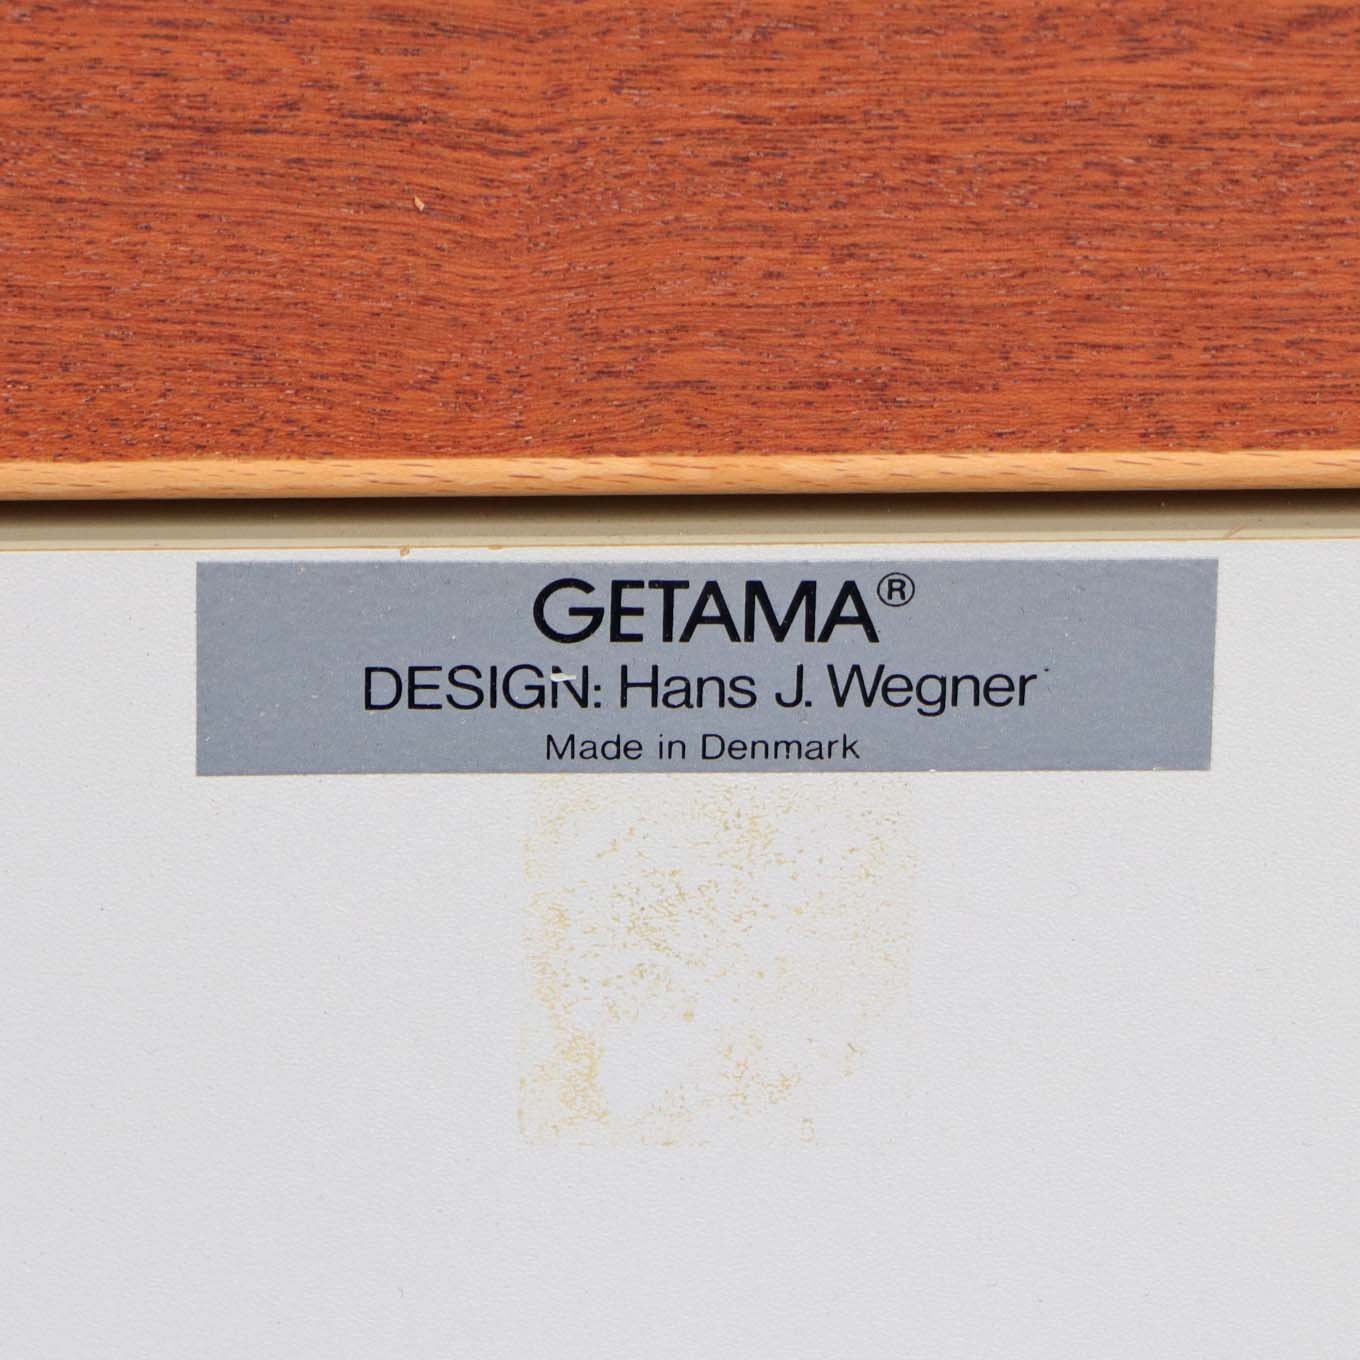 GETAMA®
DESIGN: Hans J. Wegner
Made in Denmark